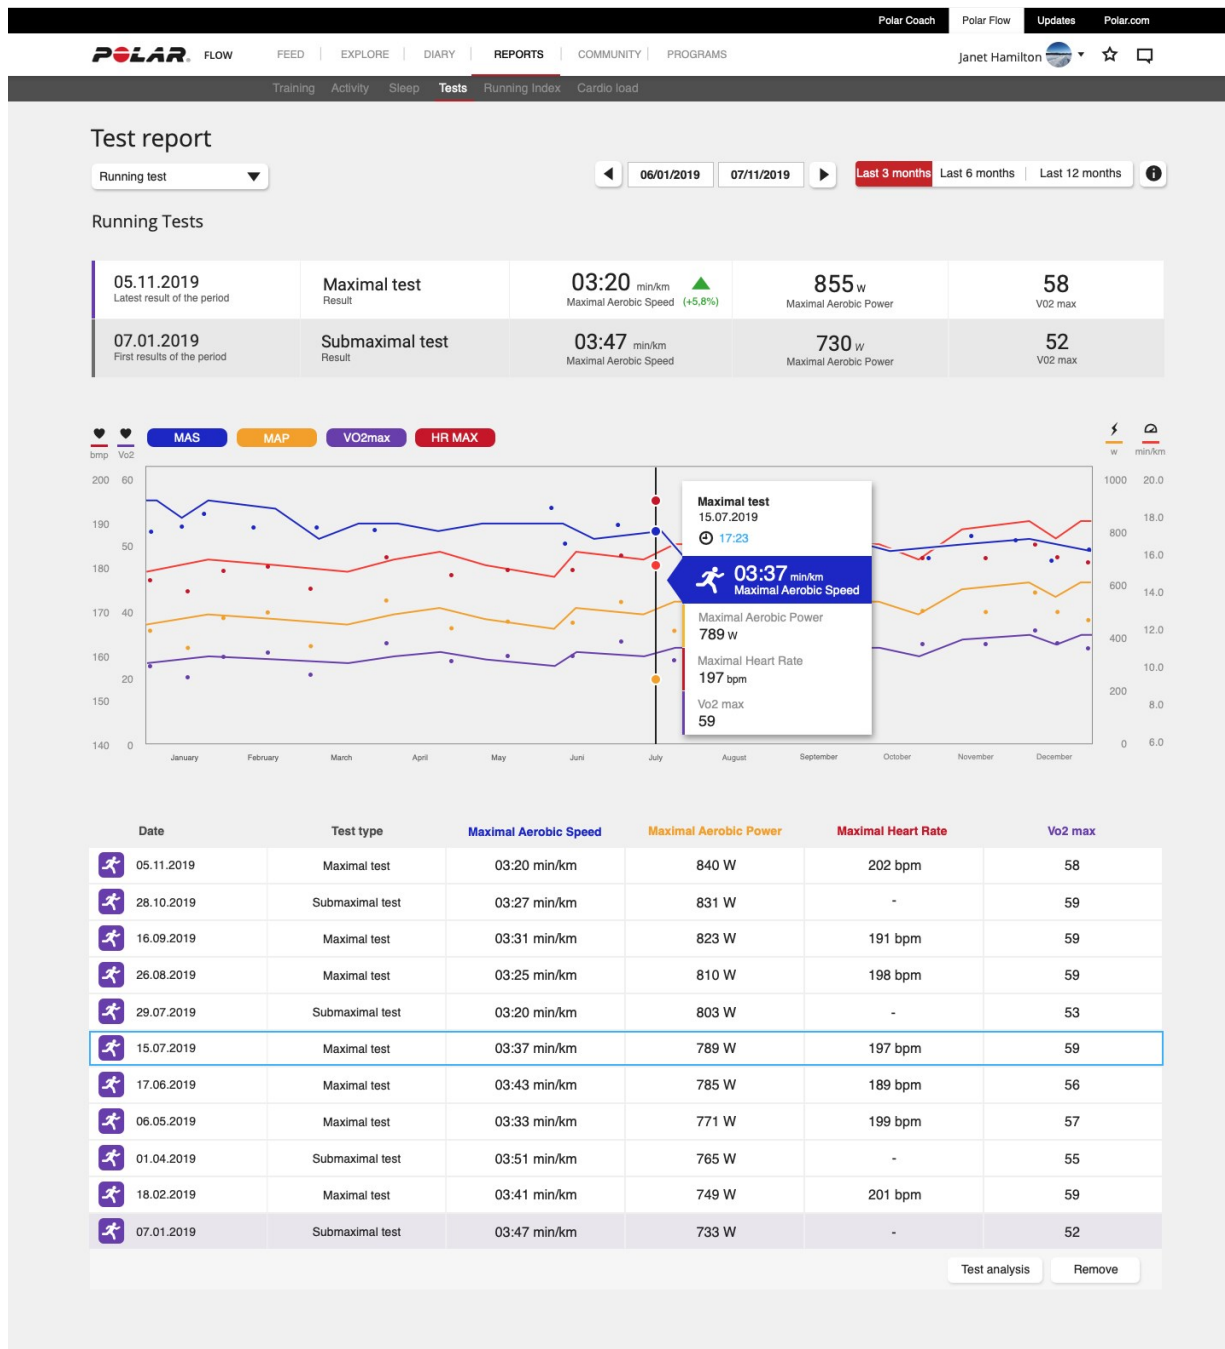 Polar Coach Polar Flow Updates Polar.com
POLAR. FLOW FEED EXPLORE DIARY REPORTS COMMUNITY PROGRAMS Janet Hamilton
Training Activity Sleep Tests Running Index Cardio load
Test report
Running test 06/01/2019 07/11/2019 Last 3 months Last 6 months Last 12 months
Running Tests
05.11.2019 Maximal test 03:20 min/km 855 w 58
Latest result of the period Result Maximal Aerobic Speed (+5,8%) Maximal Aerobic Power V02 max
07.01.2019 Submaximal test 03:47 min/km 730 w 52
First results of the period Result Maximal Aerobic Speed Maximal Aerobic Power V02 max
MAS MAP VO2max HR MAX
bmp Vo2 w min/km
200 60 1000 20.0
190 18.0
800
50 16.0
180
600
14.0
170 40
12.0
400
160 10.0
20
200
150 8.0
140 0 0 6.0
Maximal test
15.07.2019
17:23
03:37 min/km
Maximal Aerobic Speed
Maximal Aerobic Power
789 w
Maximal Heart Rate
197 bpm
Vo2 max
59
January February March April May Juni July August September October November December
Date Test type Maximal Aerobic Speed Maximal Aerobic Power Maximal Heart Rate Vo2 max
05.11.2019 Maximal test 03:20 min/km 840 W 202 bpm 58
28.10.2019 Submaximal test 03:27 min/km 831 W - 59
16.09.2019 Maximal test 03:31 min/km 823 W 191 bpm 59
26.08.2019 Maximal test 03:25 min/km 810 W 198 bpm 59
29.07.2019 Submaximal test 03:20 min/km 803 W - 53
15.07.2019 Maximal test 03:37 min/km 789 W 197 bpm 59
17.06.2019 Maximal test 03:43 min/km 785 W 189 bpm 56
06.05.2019 Maximal test 03:33 min/km 771 W 199 bpm 57
01.04.2019 Submaximal test 03:51 min/km 765 W - 55
18.02.2019 Maximal test 03:41 min/km 749 W 201 bpm 59
07.01.2019 Submaximal test 03:47 min/km 733 W - 52
Test analysis Remove